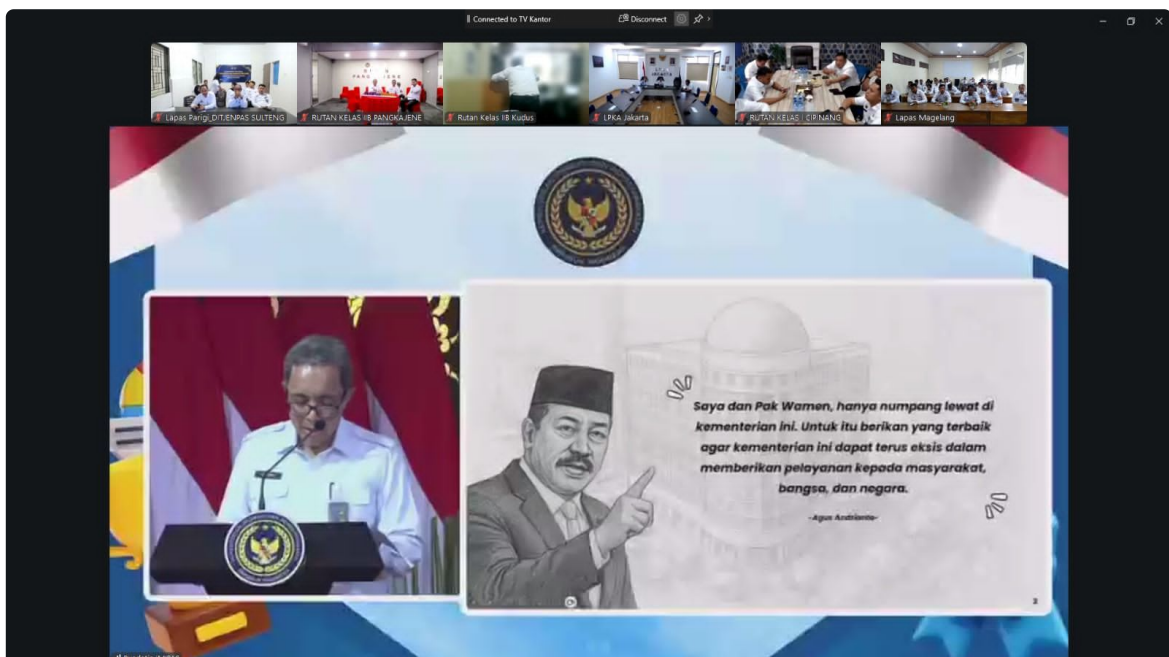 Connected to TV Kantor
Disconnect
Lapas Parigi_DITJENPAS SULTENG
RUTAN KELAS IIB PANGKAJENE
Rutan Kelas IIB Kudus
LPKA Jakarta
RUTAN KELAS I CIPINANG
Lapas Magelang
Saya dan Pak Wamen, hanya numpang lewat di
kementerian ini. Untuk itu berikan yang terbaik
agar kementerian ini dapat terus eksis dalam
memberikan pelayanan kepada masyarakat,
bangsa, dan negara.
-Agus Andrianto-
2